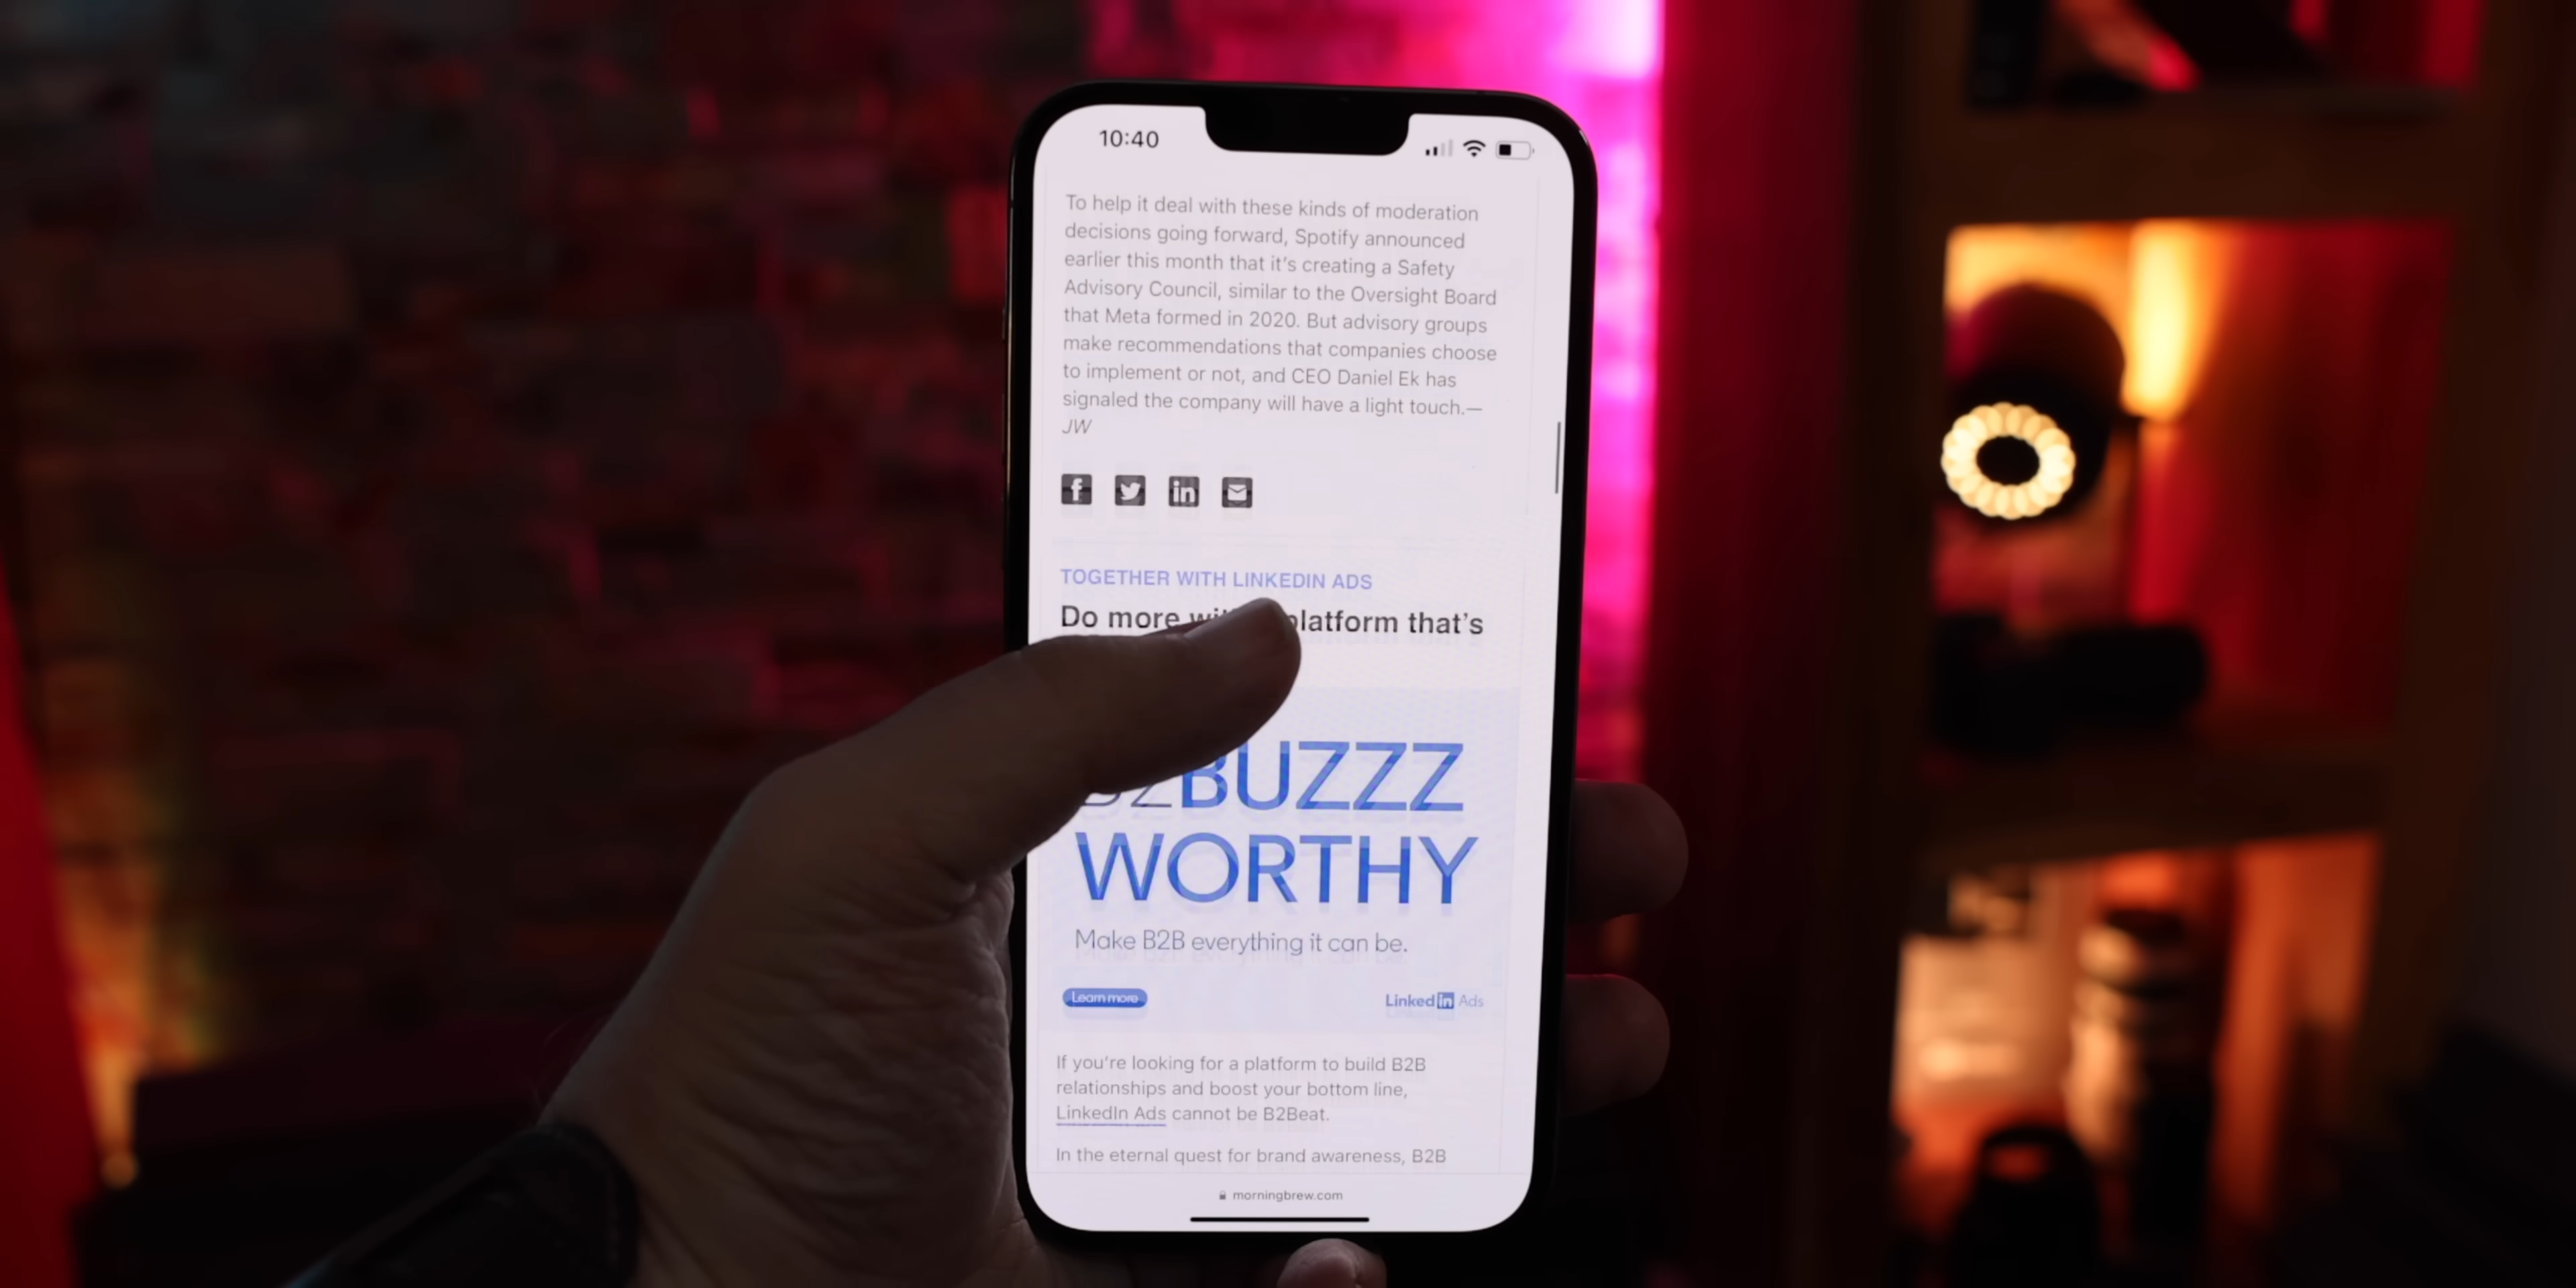 10:40
To help it deal with these kinds of moderation
decisions going forward, Spotify announced
earlier this month that it's creating a Safety
Advisory Council, similar to the Oversight Board
that Meta formed in 2020. But advisory groups
make recommendations that companies choose
to implement or not, and CEO Daniel Ek has
signaled the company will have a light touch.—
JW
TOGETHER WITH LINKEDIN ADS
Do more platform that's
BUZZZ
WORTHY
Make B2B everything it can be.
Learn more
Linkedin Ads
If you're looking for a platform to build B2B
relationships and boost your bottom line,
LinkedIn Ads cannot be B2Beat.
In the eternal quest for brand awareness, B2B
morningbrew.com